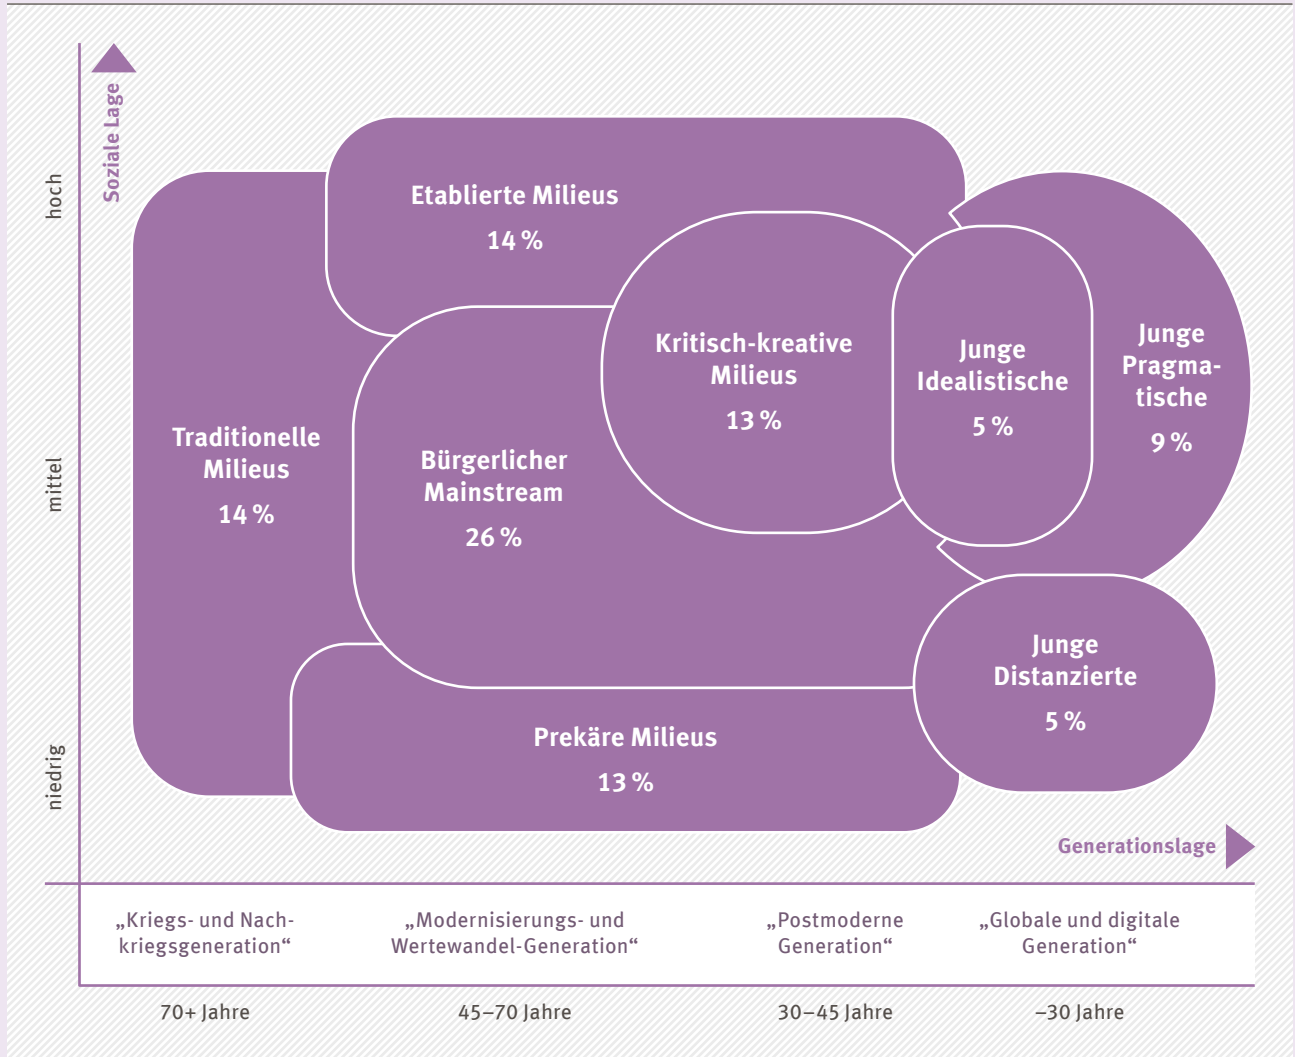 Soziale Lage
hoch
mittel
niedrig
Etablierte Milieus
14 %
Kritisch-kreative
Milieus
13 %
Junge
Idealistische
5 %
Junge
Pragma-
tische
9 %
Traditionelle
Milieus
14 %
Bürgerlicher
Mainstream
26 %
Junge
Distanzierte
5 %
Prekäre Milieus
13 %
Generationslage
„Kriegs- und Nach-
kriegsgeneration“
„Modernisierungs- und
Wertewandel-Generation“
„Postmoderne
Generation“
„Globale und digitale
Generation“
70+ Jahre
45–70 Jahre
30–45 Jahre
–30 Jahre